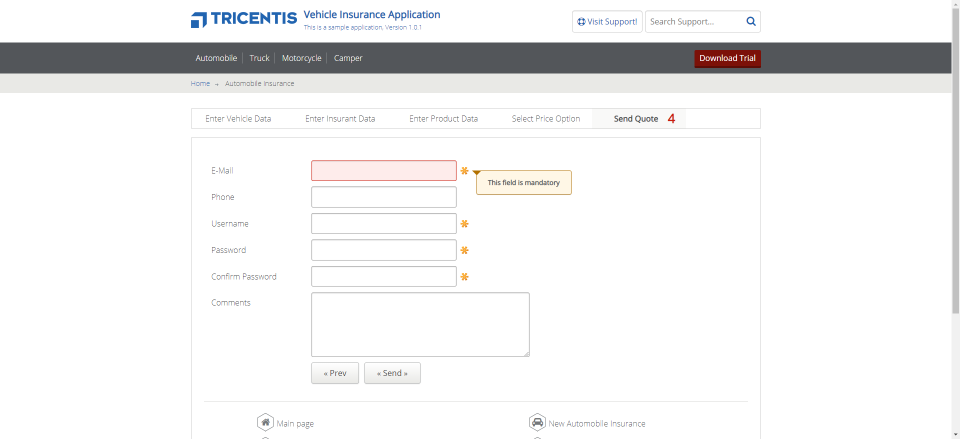 TRICENTIS Vehicle Insurance Application
This is a sample application, Version 1.0.1
Visit Support!
Search Support...
Automobile Truck Motorcycle Camper
Download Trial
Home → Automobile Insurance
Enter Vehicle Data Enter Insurant Data Enter Product Data Select Price Option Send Quote 4
E-Mail *
This field is mandatory
Phone
Username *
Password *
Confirm Password *
Comments
« Prev « Send »
Main page New Automobile Insurance